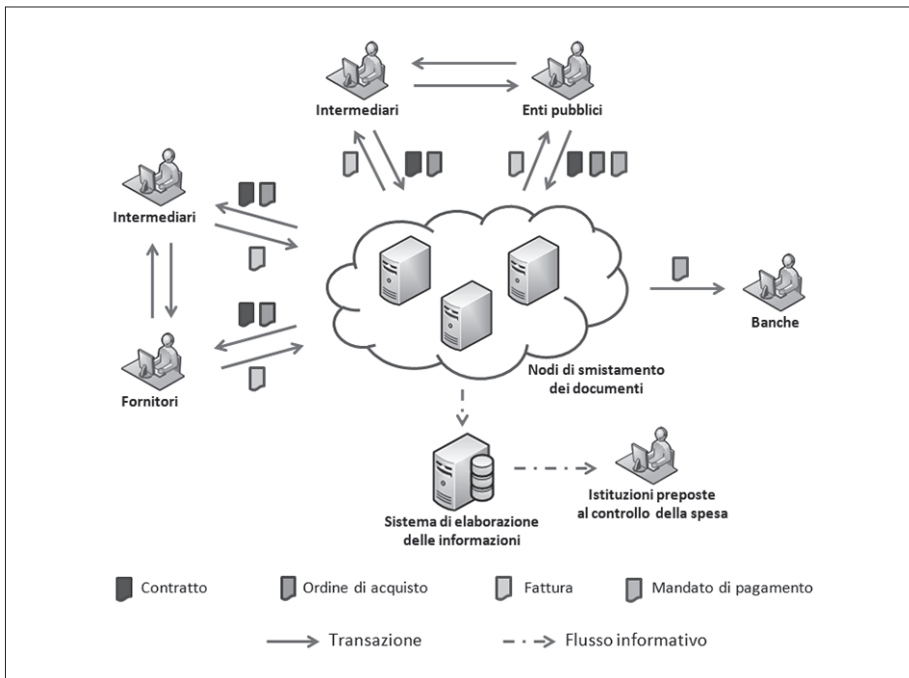 Intermediari
Enti pubblici
Intermediari
Banche
Fornitori
Nodi di smistamento
dei documenti
Sistema di elaborazione
delle informazioni
Istituzioni preposte
al controllo della spesa
Contratto
Ordine di acquisto
Fattura
Mandato di pagamento
Transazione
Flusso informativo